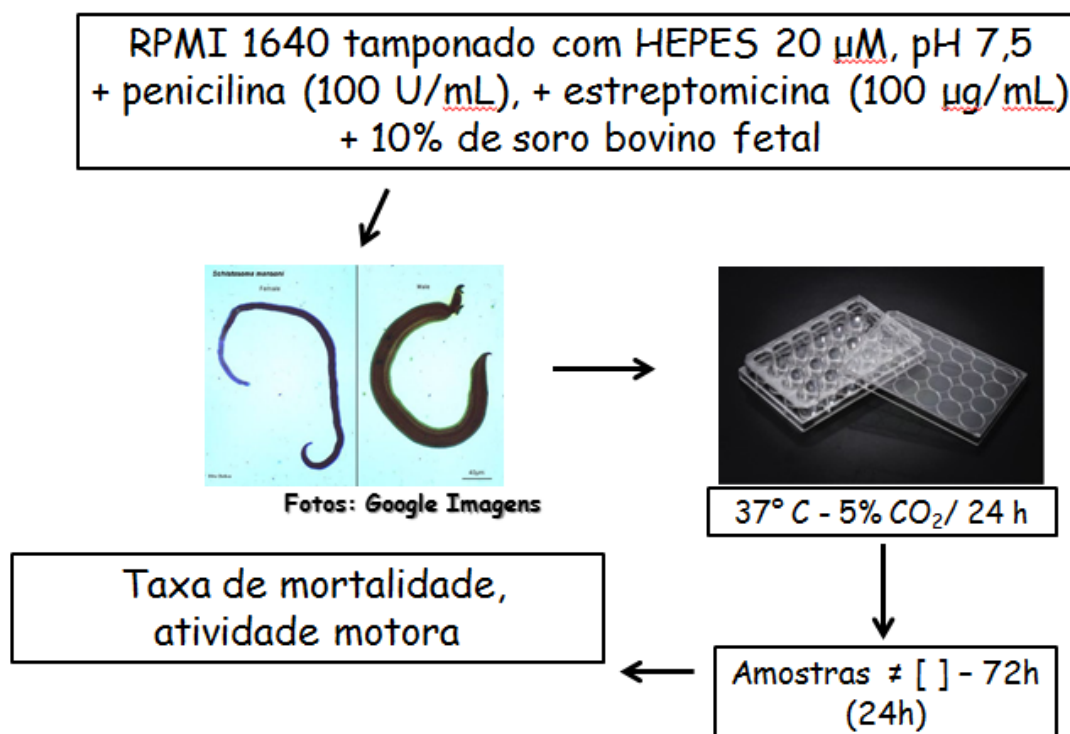 RPMI 1640 tamponado com HEPES 20 µM, pH 7,5
+ penicilina (100 U/mL), + estreptomicina (100 µg/mL)
+ 10% de soro bovino fetal
Schistosoma mansoni
Female
Male
40µm
Fotos: Google Imagens
37° C - 5% CO₂/ 24 h
Taxa de mortalidade,
atividade motora
Amostras ≠ [ ] – 72h
(24h)